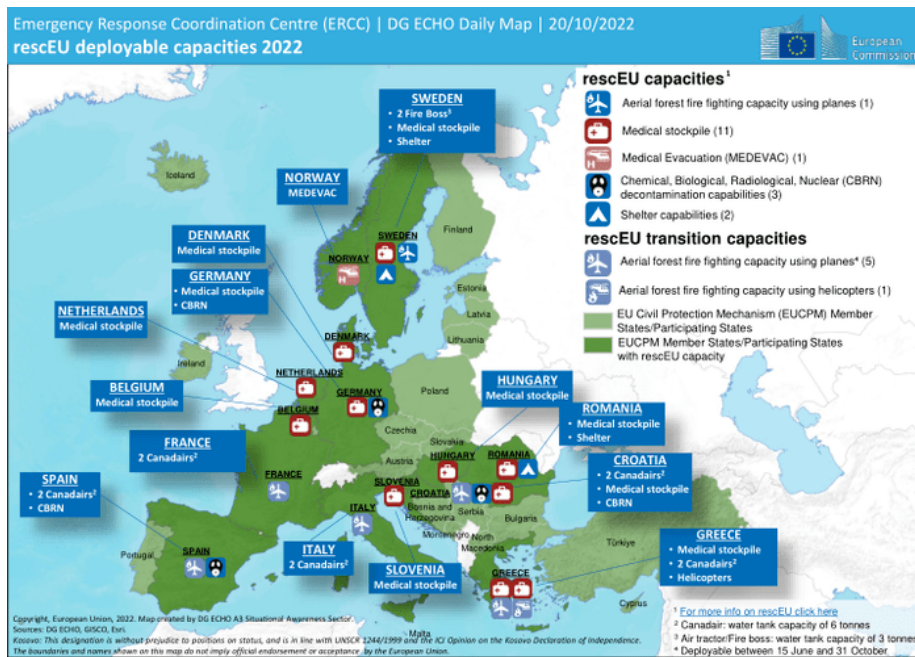 Emergency Response Coordination Centre (ERCC) | DG ECHO Daily Map | 20/10/2022
rescEU deployable capacities 2022
European
Commission
rescEU capacities¹
Aerial forest fire fighting capacity using planes (1)
Medical stockpile (11)
Medical Evacuation (MEDEVAC) (1)
Chemical, Biological, Radiological, Nuclear (CBRN)
decontamination capabilities (3)
Shelter capabilities (2)
rescEU transition capacities
Aerial forest fire fighting capacity using planes⁴ (5)
Aerial forest fire fighting capacity using helicopters (1)
EU Civil Protection Mechanism (EUCPM) Member
States/Participating States
EUCPM Member States/Participating States
with rescEU capacity
SWEDEN
• 2 Fire Boss³
• Medical stockpile
• Shelter
NORWAY
MEDEVAC
DENMARK
Medical stockpile
GERMANY
• Medical stockpile
• CBRN
NETHERLANDS
Medical stockpile
BELGIUM
Medical stockpile
FRANCE
2 Canadairs²
SPAIN
• 2 Canadairs²
• CBRN
ITALY
2 Canadairs²
SLOVENIA
Medical stockpile
HUNGARY
Medical stockpile
ROMANIA
• Medical stockpile
• Shelter
CROATIA
• 2 Canadairs²
• Medical stockpile
• CBRN
GREECE
• Medical stockpile
• 2 Canadairs²
• Helicopters
Iceland
SWEDEN
Finland
NORWAY
Estonia
Latvia
Lithuania
DENMARK
Ireland
NETHERLANDS
GERMANY
Poland
BELGIUM
Czechia
Slovakia
Austria
HUNGARY
ROMANIA
FRANCE
SLOVENIA
CROATIA
Bosnia and
Herzegovina
Serbia
ITALY
Montenegro
North
Macedonia
Bulgaria
Portugal
SPAIN
Türkiye
GREECE
Cyprus
Malta
Copyright, European Union, 2022. Map created by DG ECHO A3 Situational Awareness Sector.
Sources: DG ECHO, GISCO, Esri.
Kosovo: This designation is without prejudice to positions on status, and is in line with UNSCR 1244/1999 and the ICJ Opinion on the Kosovo Declaration of Independence.
The boundaries and names shown on this map do not imply official endorsement or acceptance by the European Union.
¹ For more info on rescEU click here
² Canadair: water tank capacity of 6 tonnes
³ Air tractor/Fire boss: water tank capacity of 3 tonnes
⁴ Deployable between 15 June and 31 October.